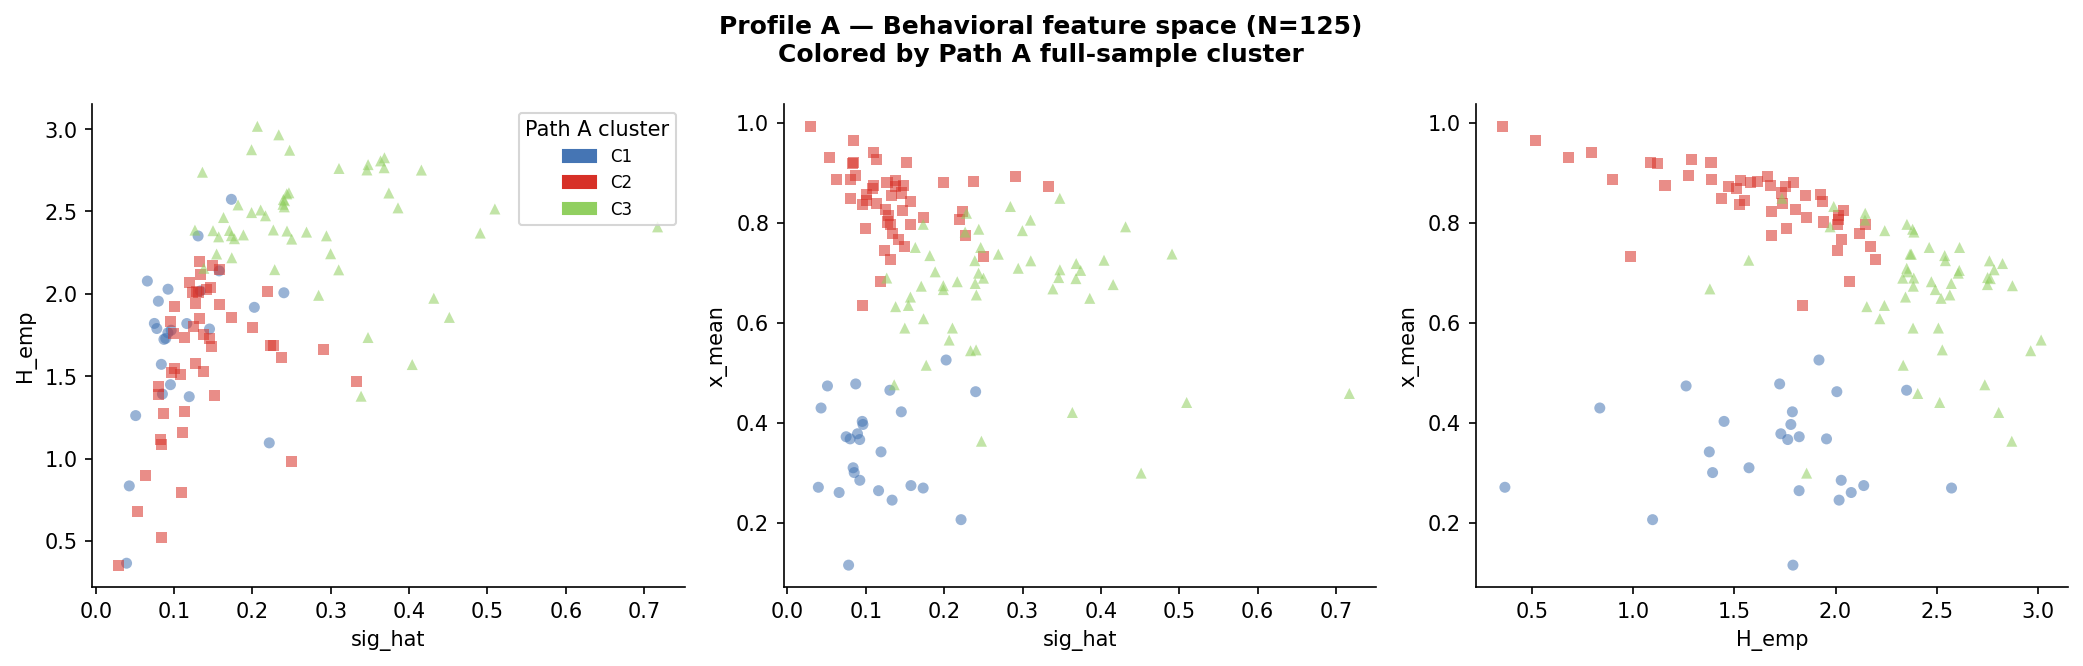 Profile A — Behavioral feature space (N=125)
Colored by Path A full-sample cluster
H_emp
3.0
2.5
2.0
1.5
1.0
0.5
0.0 0.1 0.2 0.3 0.4 0.5 0.6 0.7
sig_hat
Path A cluster
C1
C2
C3
x_mean
1.0
0.8
0.6
0.4
0.2
0.0 0.1 0.2 0.3 0.4 0.5 0.6 0.7
sig_hat
x_mean
1.0
0.8
0.6
0.4
0.2
0.5 1.0 1.5 2.0 2.5 3.0
H_emp